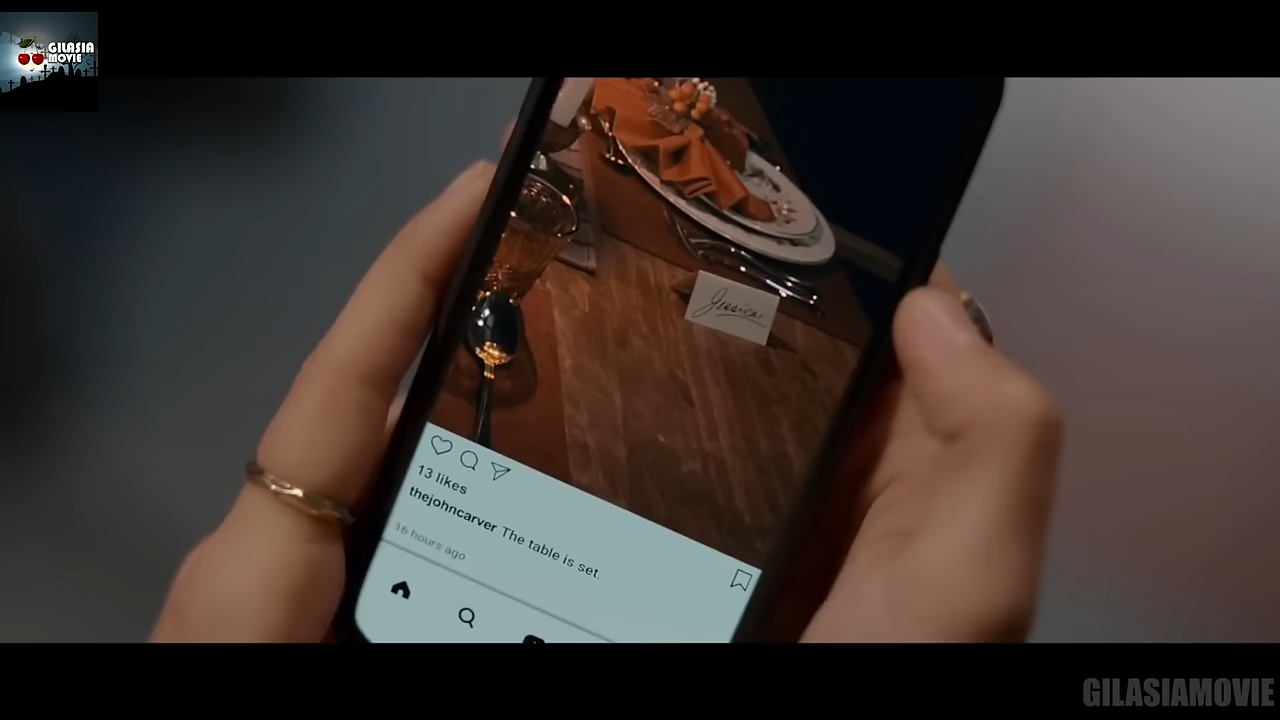 GILASIA
MOVIE
Jessica
13 likes
thejohncarver The table is set.
16 hours ago
GILASIAMOVIE